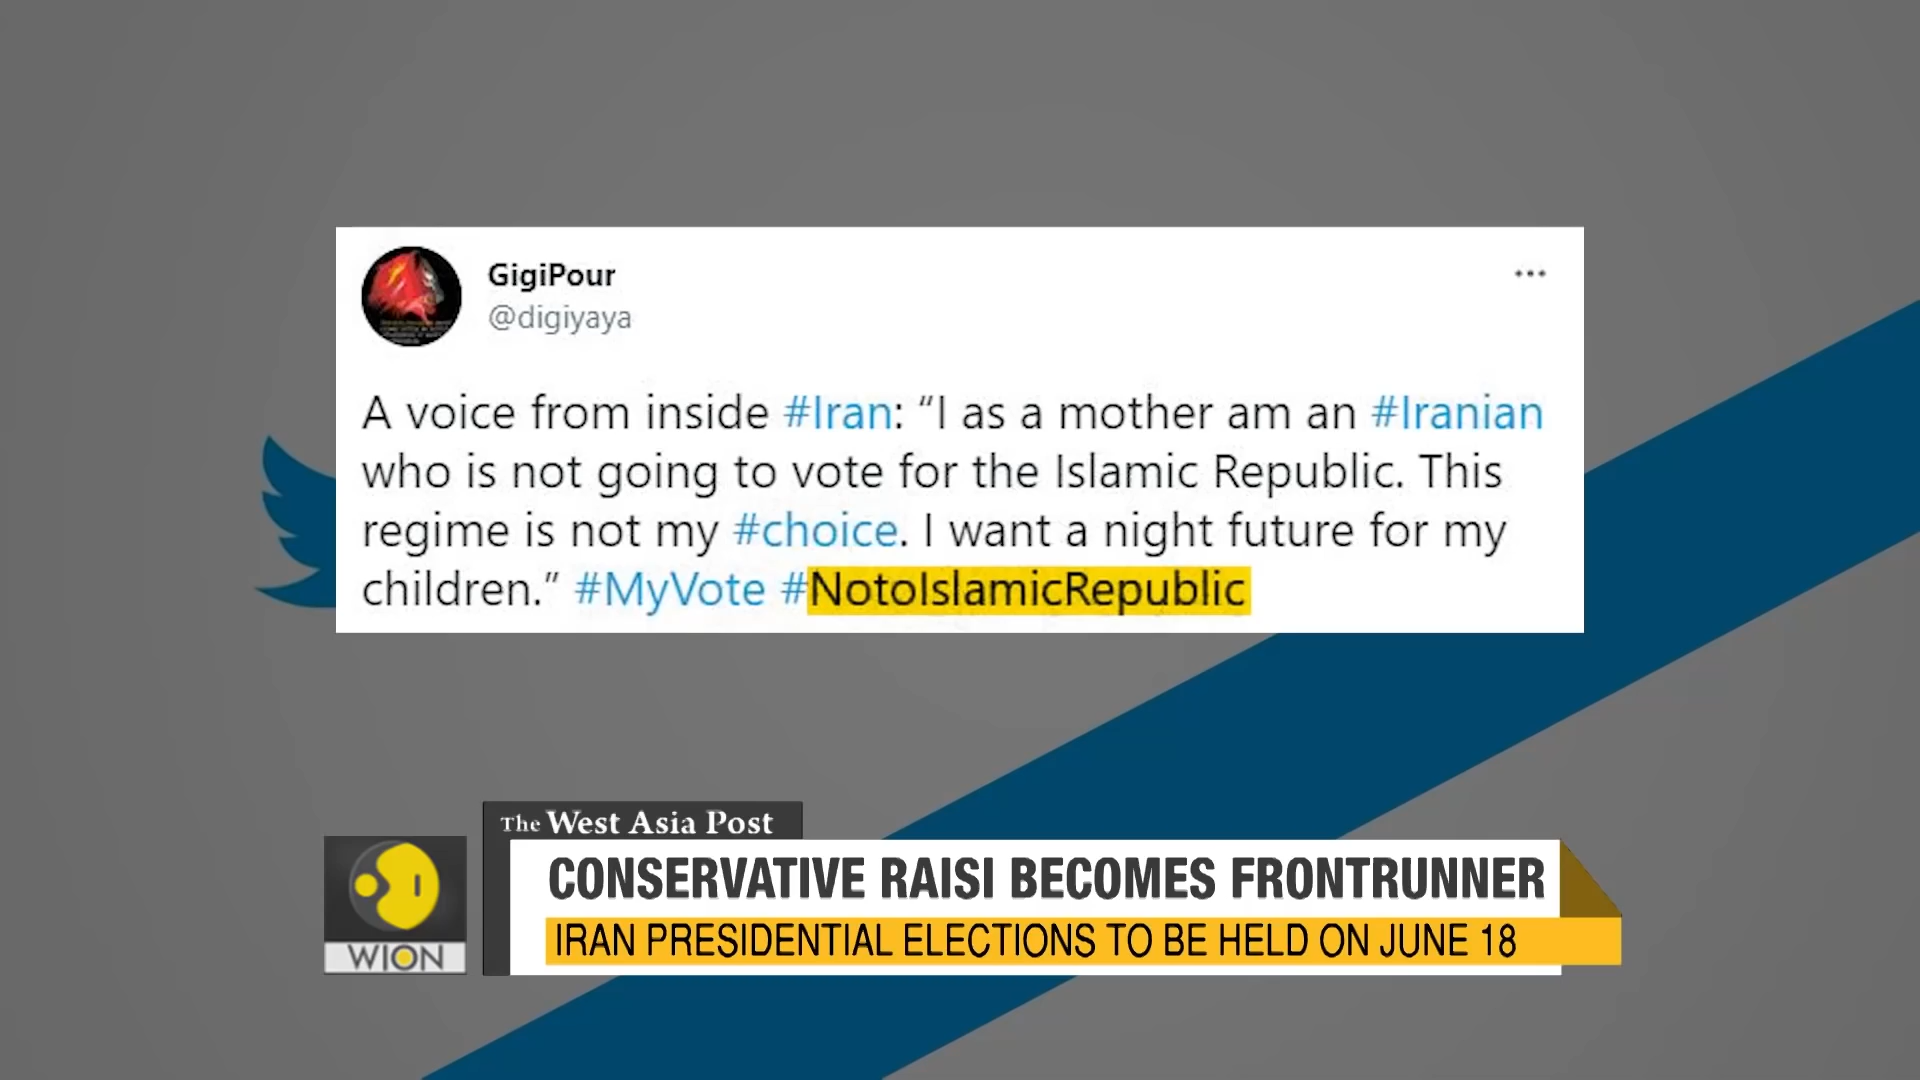 GigiPour
@digiyaya
A voice from inside #Iran: “I as a mother am an #Iranian
who is not going to vote for the Islamic Republic. This
regime is not my #choice. I want a night future for my
children.” #MyVote #NotoIslamicRepublic
The West Asia Post
CONSERVATIVE RAISI BECOMES FRONTRUNNER
IRAN PRESIDENTIAL ELECTIONS TO BE HELD ON JUNE 18
WION